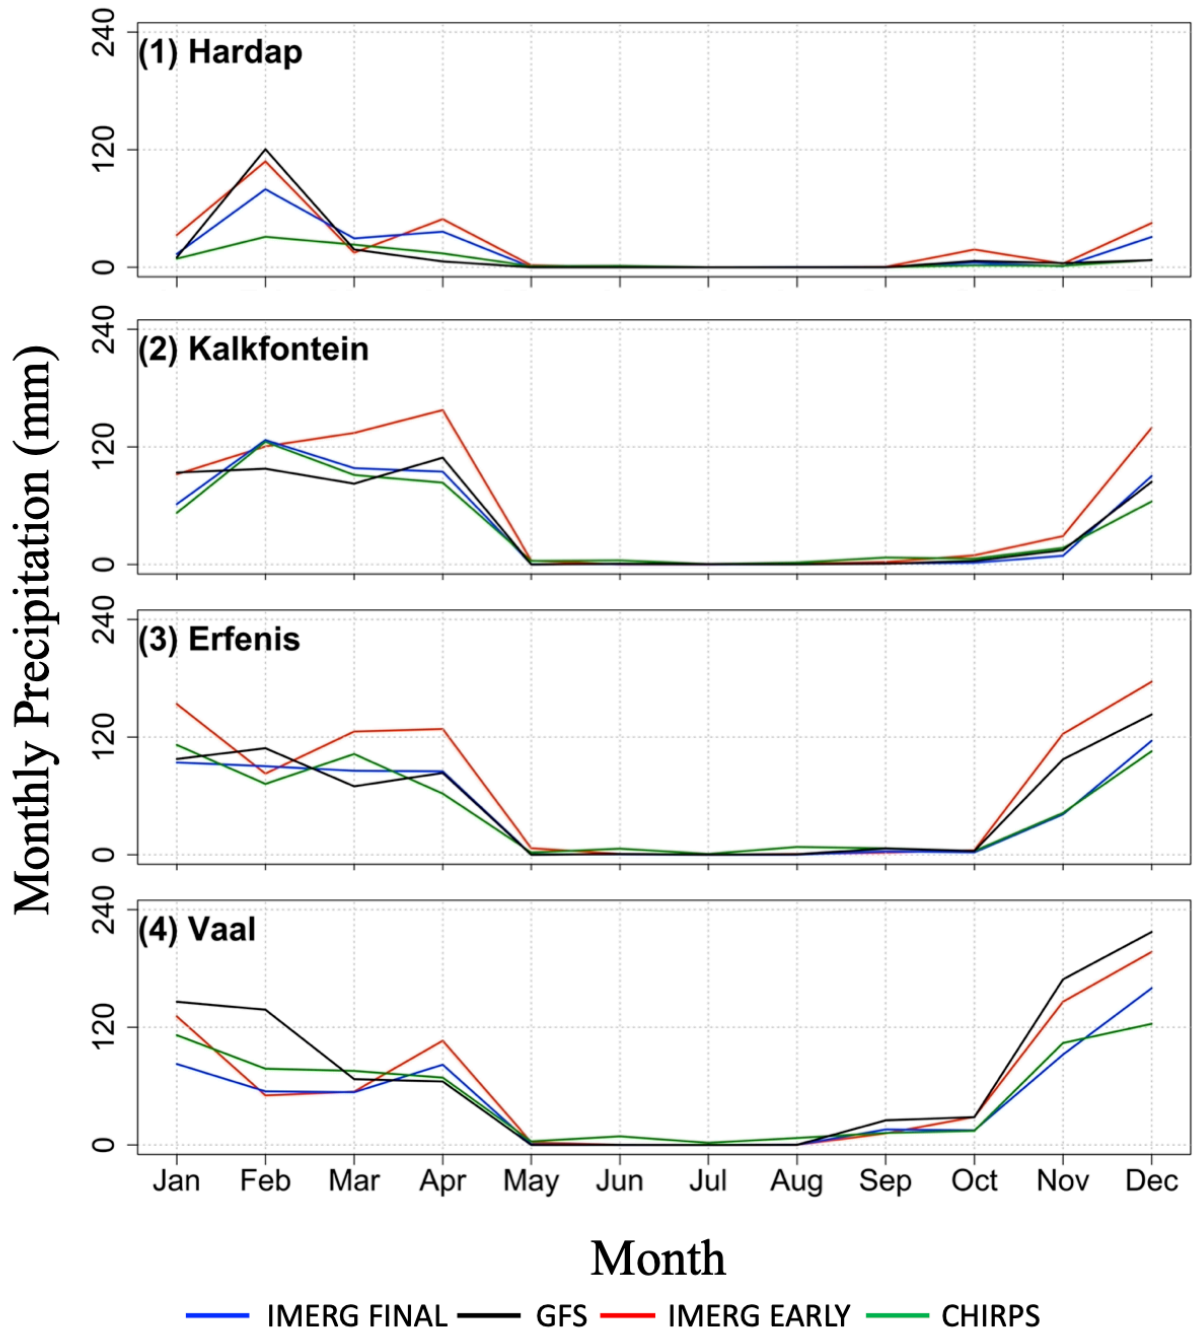 240
(1) Hardap
120
0
240
(2) Kalkfontein
120
0
240
(3) Erfenis
120
0
240
(4) Vaal
120
0
Monthly Precipitation (mm)
Jan Feb Mar Apr May Jun Jul Aug Sep Oct Nov Dec
Month
IMERG FINAL GFS IMERG EARLY CHIRPS